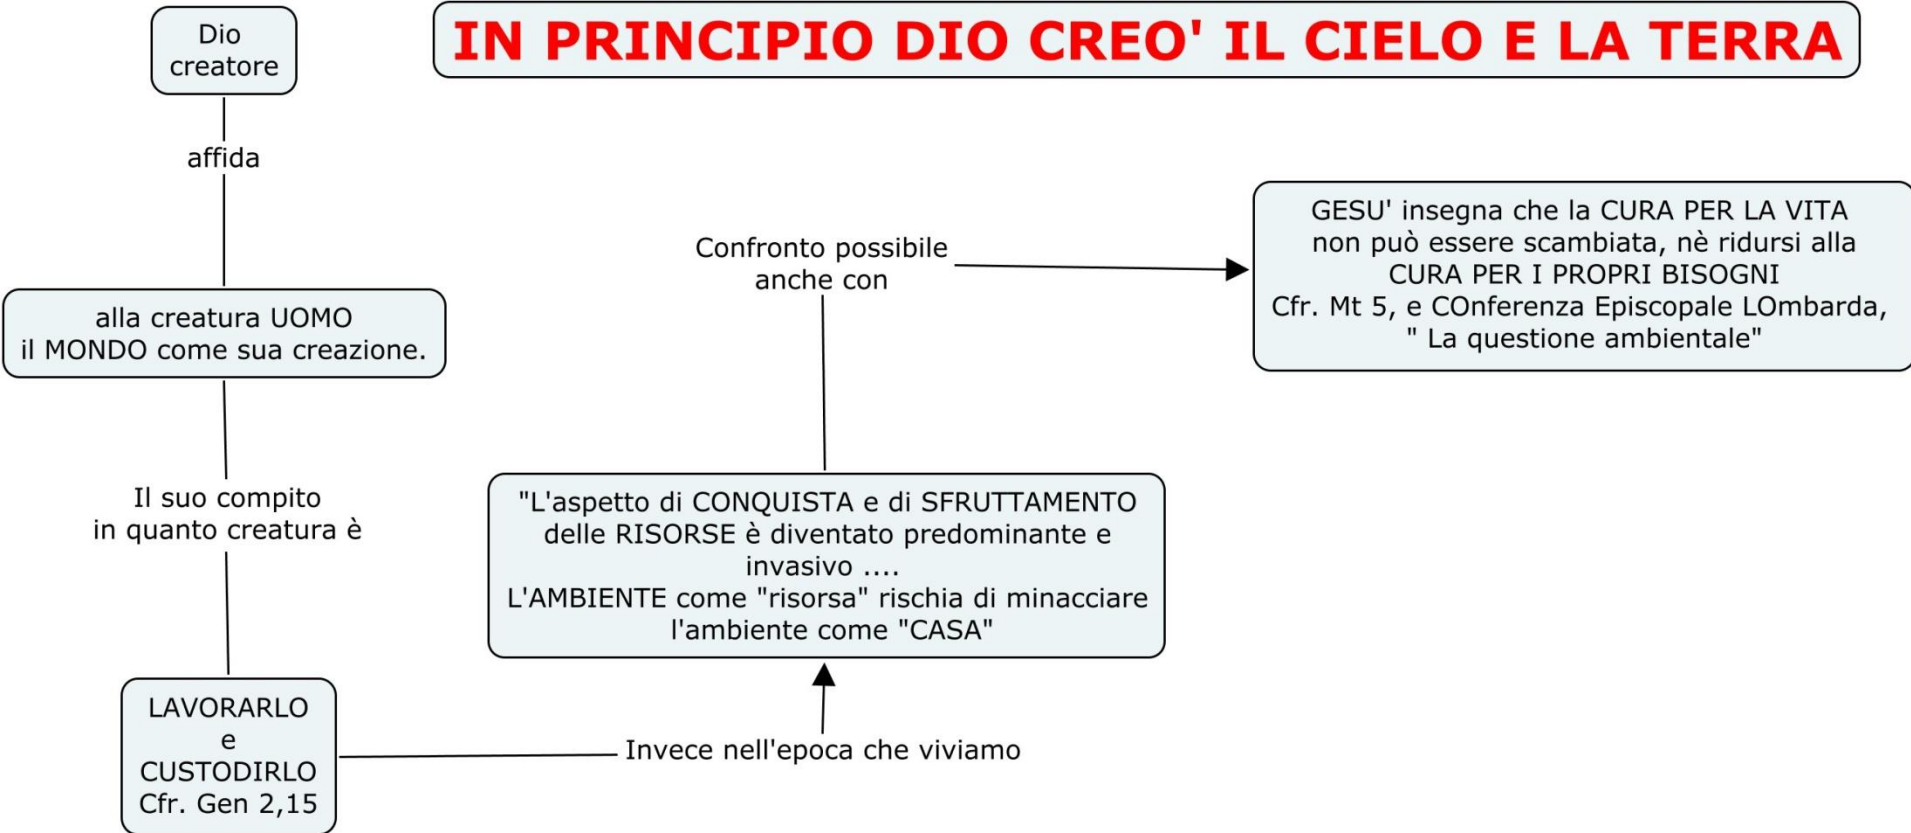 IN PRINCIPIO DIO CREO' IL CIELO E LA TERRA
Dio
creatore
affida
alla creatura UOMO
il MONDO come sua creazione.
Il suo compito
in quanto creatura è
LAVORARLO
e
CUSTODIRLO
Cfr. Gen 2,15
Invece nell'epoca che viviamo
"L'aspetto di CONQUISTA e di SFRUTTAMENTO
delle RISORSE è diventato predominante e
invasivo ....
L'AMBIENTE come "risorsa" rischia di minacciare
l'ambiente come "CASA"
Confronto possibile
anche con
GESU' insegna che la CURA PER LA VITA
non può essere scambiata, nè ridursi alla
CURA PER I PROPRI BISOGNI
Cfr. Mt 5, e COnferenza Episcopale LOmbarda,
" La questione ambientale"